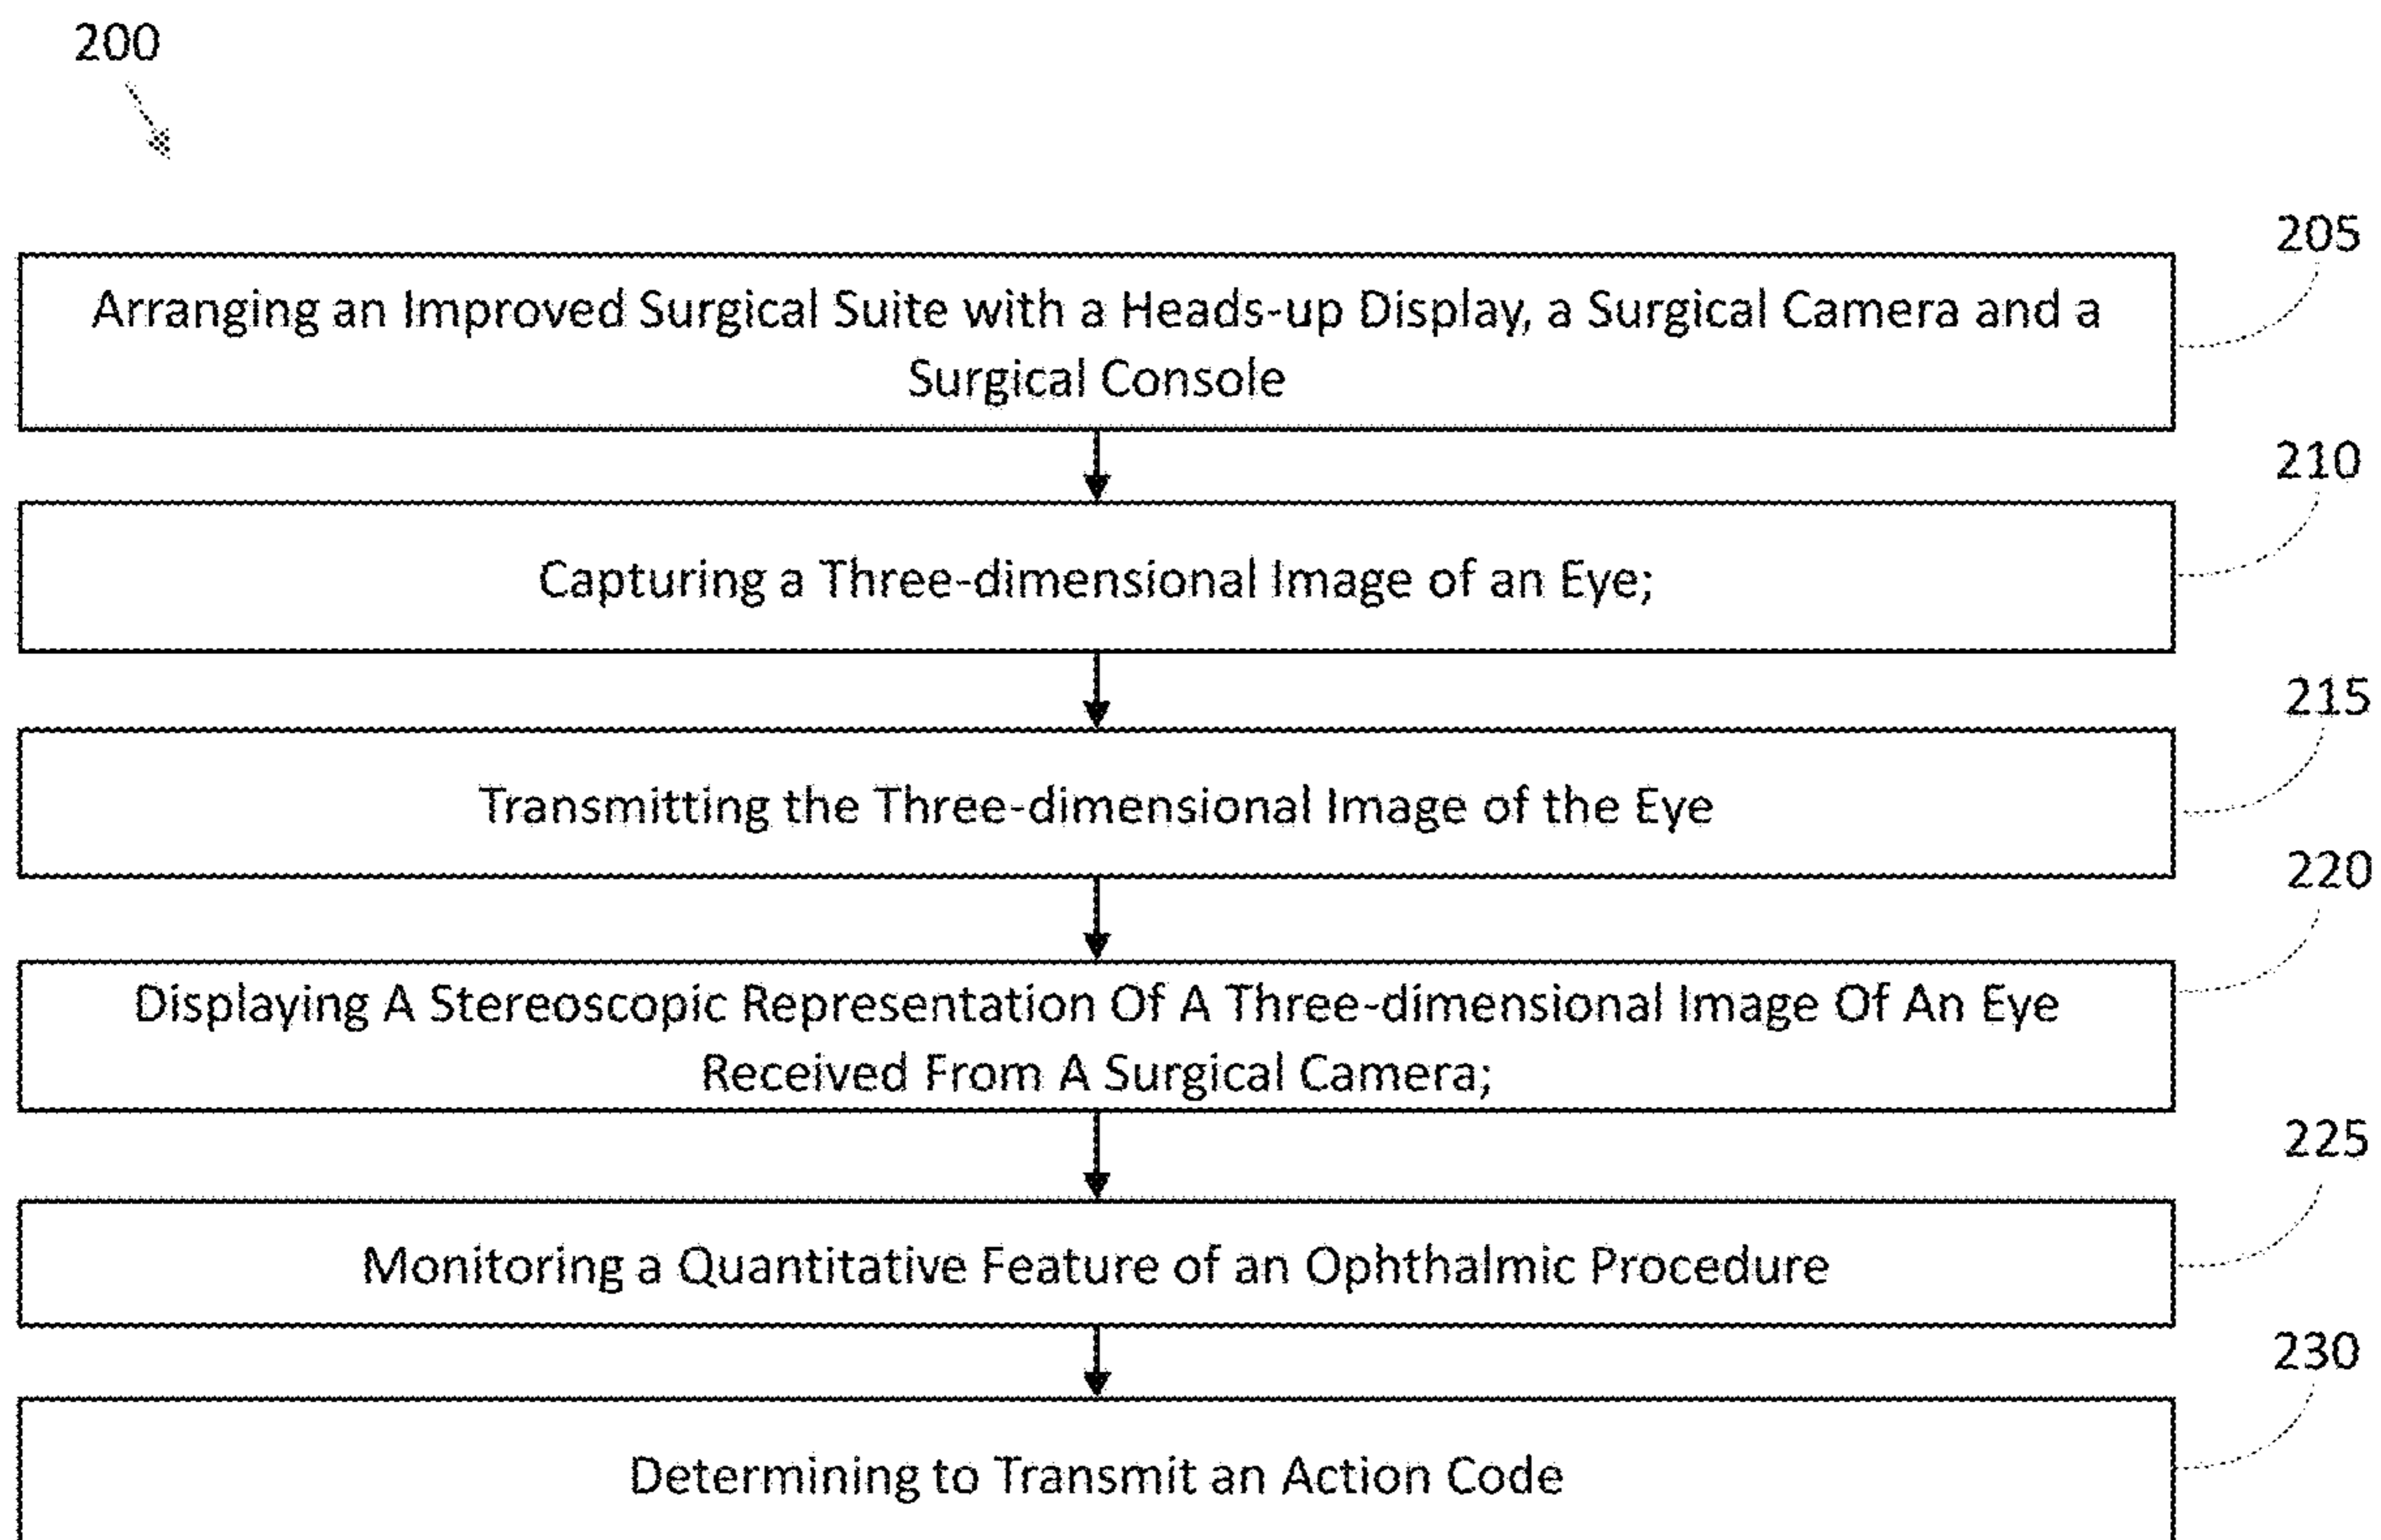 200
205
Arranging an Improved Surgical Suite with a Heads-up Display, a Surgical Camera and a
Surgical Console
210
Capturing a Three-dimensional Image of an Eye;
215
Transmitting the Three-dimensional Image of the Eye
220
Displaying A Stereoscopic Representation Of A Three-dimensional Image Of An Eye
Received From A Surgical Camera;
225
Monitoring a Quantitative Feature of an Ophthalmic Procedure
230
Determining to Transmit an Action Code